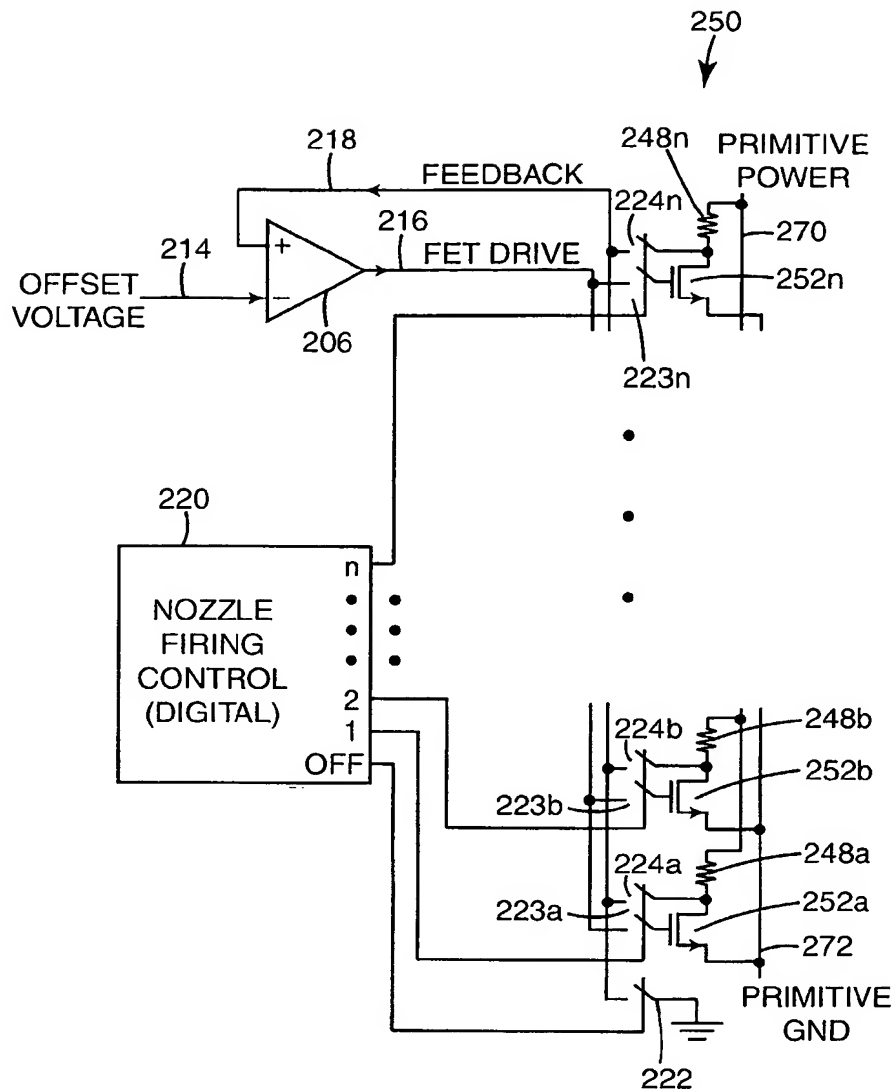 250
248n
PRIMITIVE
POWER
218
FEEDBACK
224n
270
216
FET DRIVE
214
OFFSET
VOLTAGE
+
−
206
252n
223n
220
NOZZLE
FIRING
CONTROL
(DIGITAL)
n
2
1
OFF
224b
248b
252b
223b
248a
224a
223a
252a
272
PRIMITIVE
GND
222